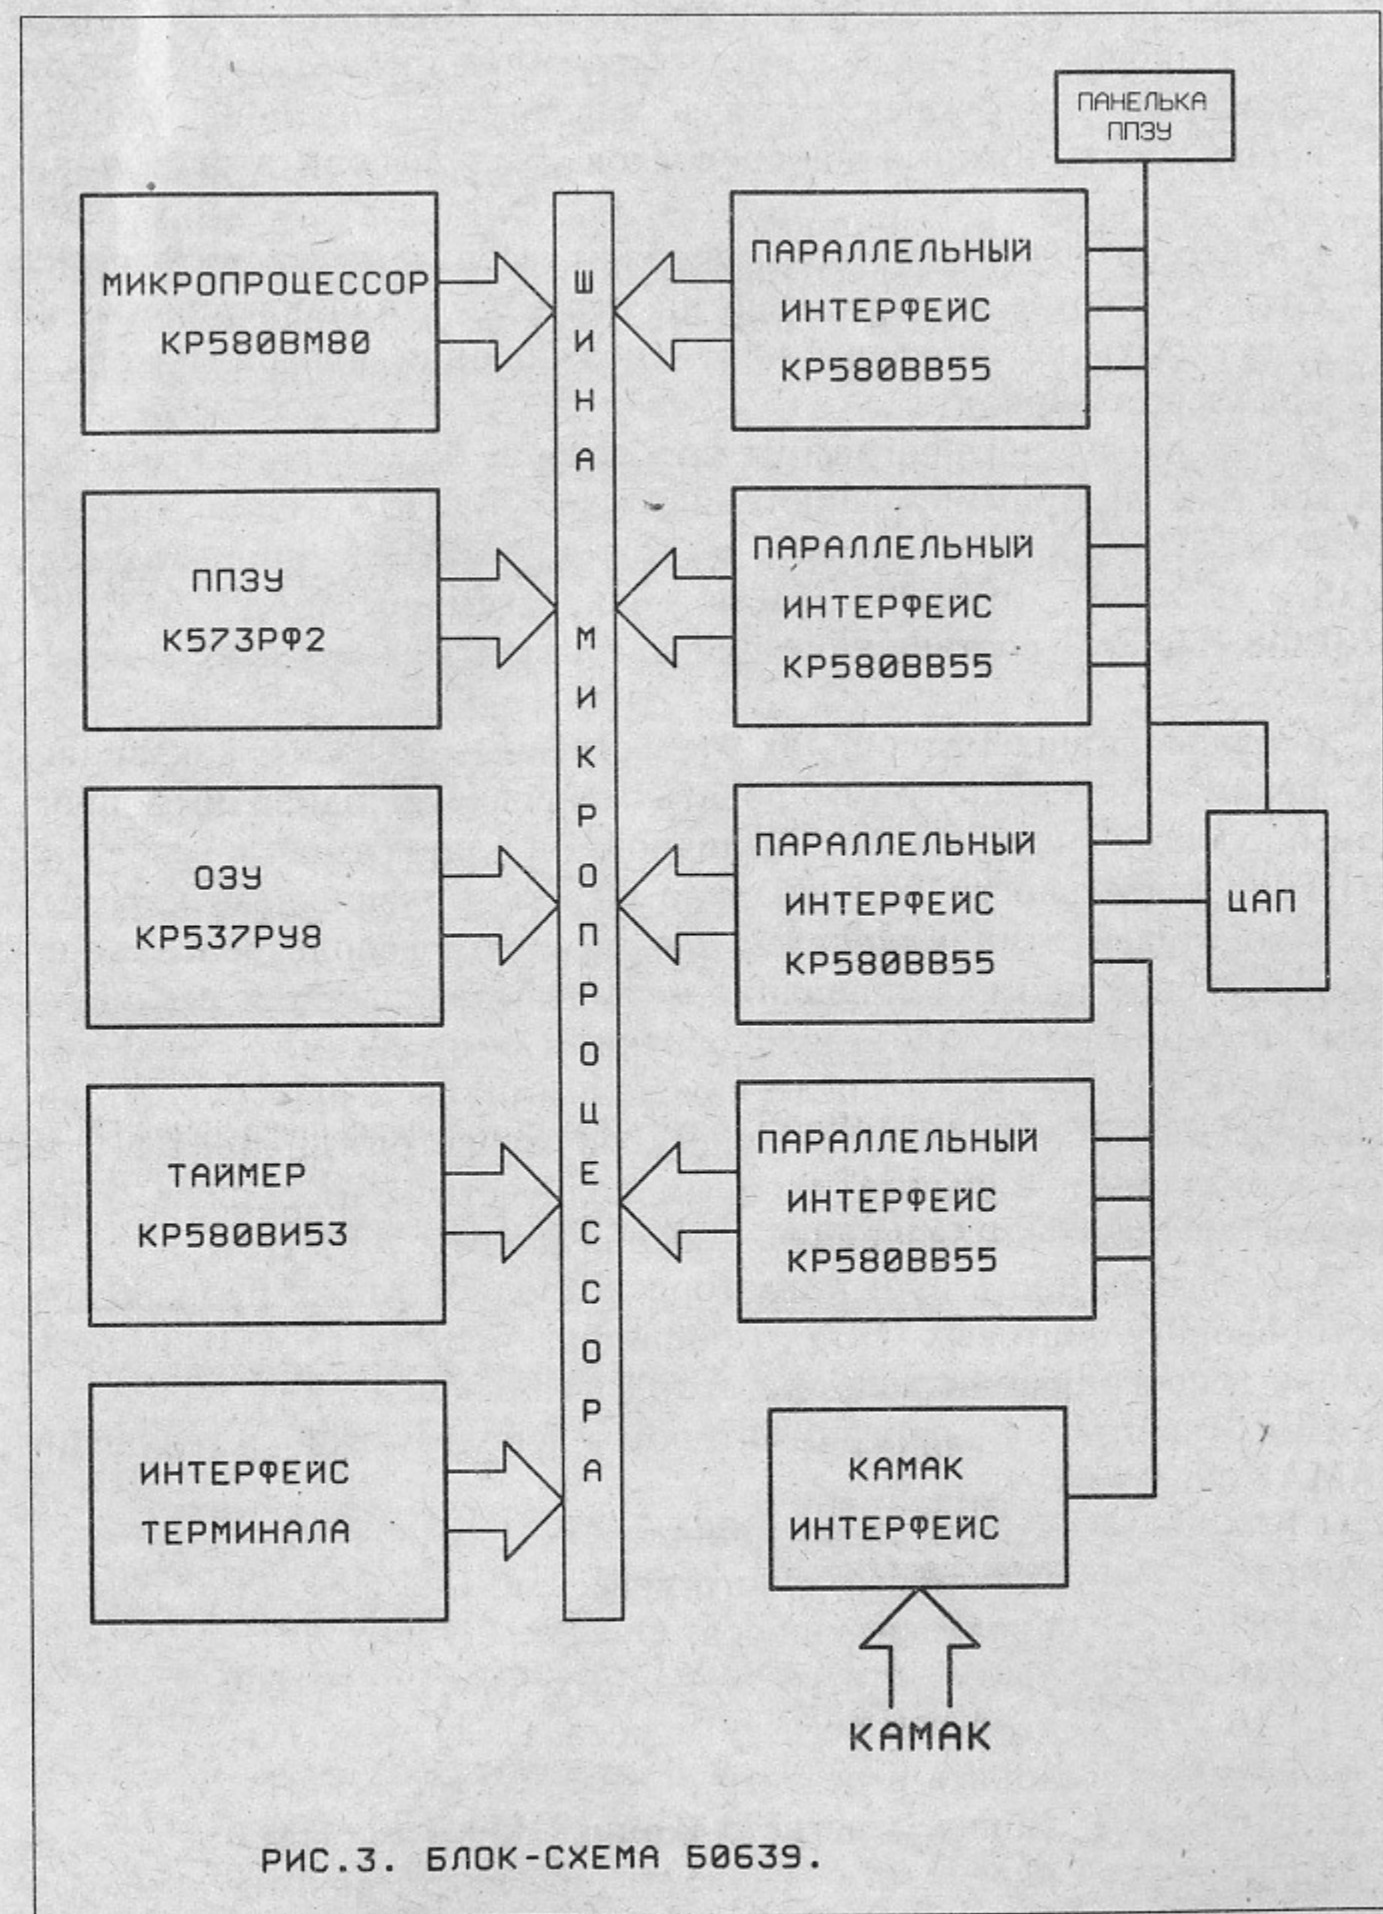 ПАНЕЛЬКА
ППЗУ
МИКРОПРОЦЕССОР
КР580ВМ80
ППЗУ
К573РФ2
ОЗУ
КР537РУ8
ТАЙМЕР
КР580ВИ53
ИНТЕРФЕЙС
ТЕРМИНАЛА
ШИНА МИКРОПРОЦЕССОРА
ПАРАЛЛЕЛЬНЫЙ
ИНТЕРФЕЙС
КР580ВВ55
ПАРАЛЛЕЛЬНЫЙ
ИНТЕРФЕЙС
КР580ВВ55
ПАРАЛЛЕЛЬНЫЙ
ИНТЕРФЕЙС
КР580ВВ55
ЦАП
ПАРАЛЛЕЛЬНЫЙ
ИНТЕРФЕЙС
КР580ВВ55
КАМАК
ИНТЕРФЕЙС
КАМАК
РИС.3. БЛОК-СХЕМА Б0639.